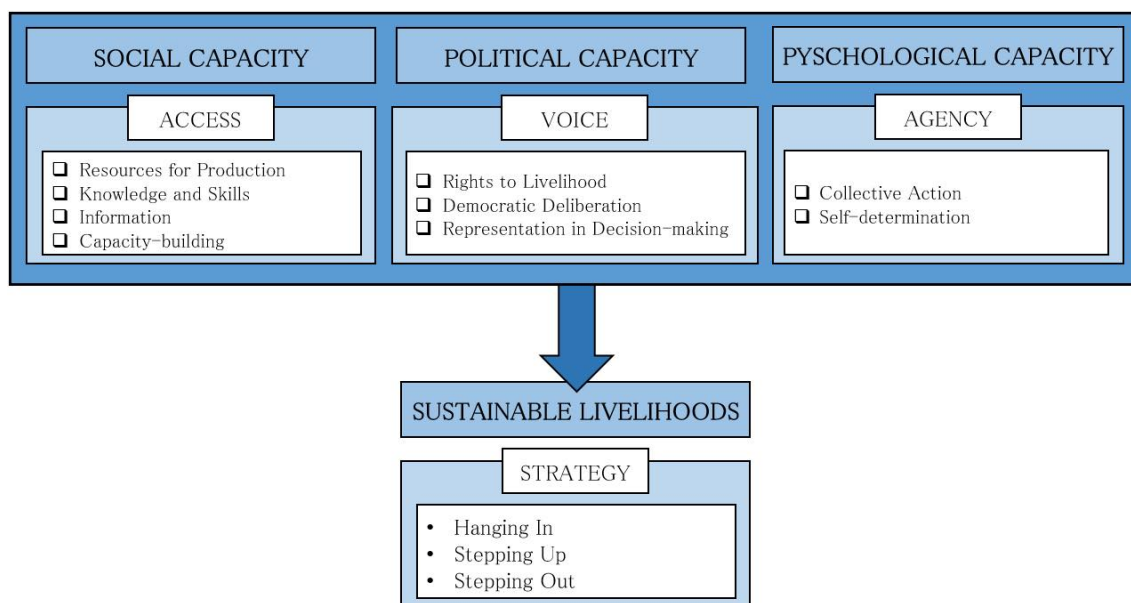 SOCIAL CAPACITY
ACCESS
❑ Resources for Production
❑ Knowledge and Skills
❑ Information
❑ Capacity-building
POLITICAL CAPACITY
VOICE
❑ Rights to Livelihood
❑ Democratic Deliberation
❑ Representation in Decision-making
PYSCHOLOGICAL CAPACITY
AGENCY
❑ Collective Action
❑ Self-determination
SUSTAINABLE LIVELIHOODS
STRATEGY
• Hanging In
• Stepping Up
• Stepping Out